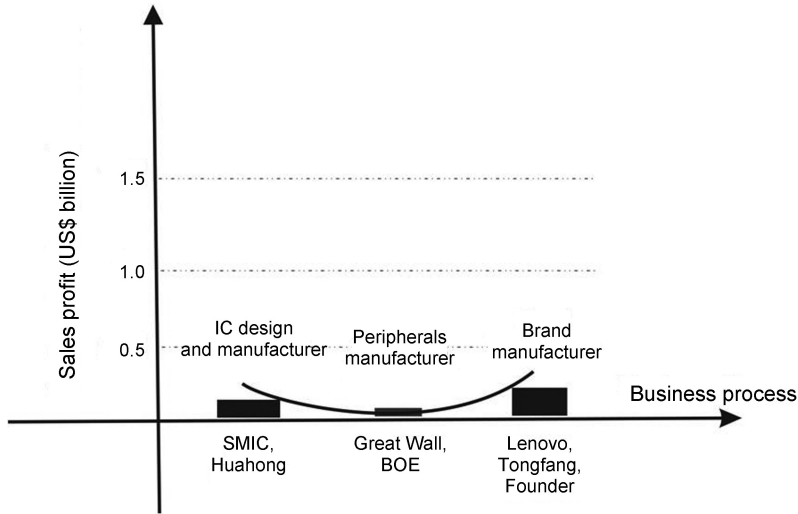 Sales profit (US$ billion)
1.5
1.0
0.5
IC design
and manufacturer
Peripherals
manufacturer
Brand
manufacturer
Business process
SMIC,
Huahong
Great Wall,
BOE
Lenovo,
Tongfang,
Founder